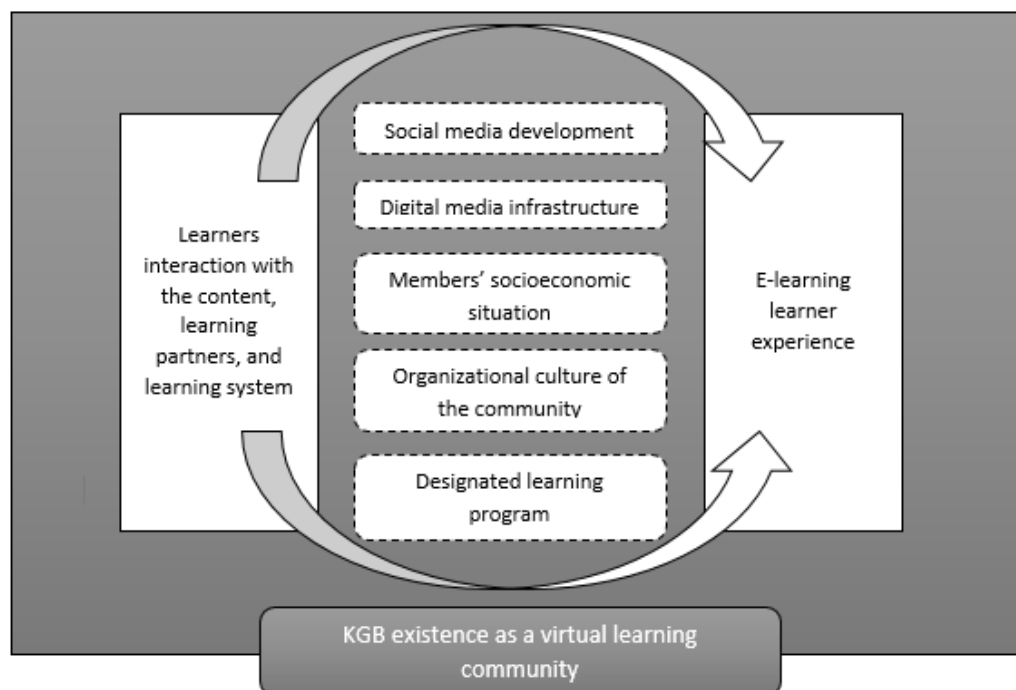 Social media development
Digital media infrastructure
Members' socioeconomic
situation
Organizational culture of
the community
Designated learning
program
Learners
interaction with
the content,
learning
partners, and
learning system
E-learning
learner
experience
KGB existence as a virtual learning
community